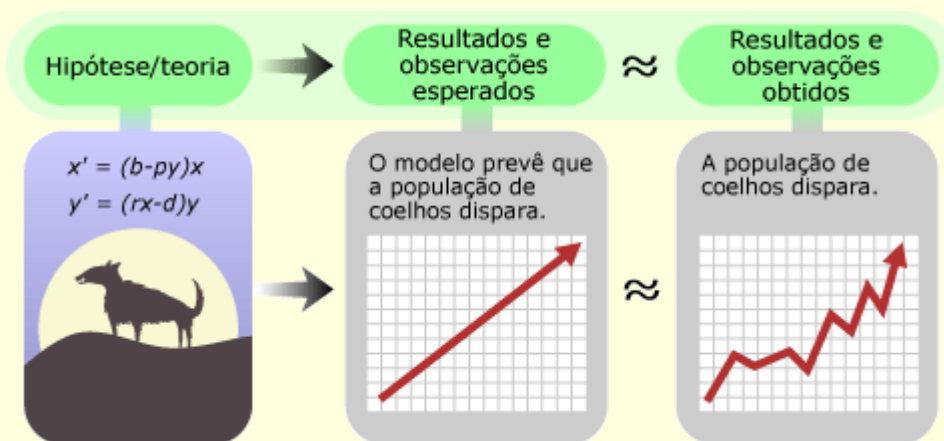 Hipótese/teoria
Resultados e
observações
esperados
≈
Resultados e
observações
obtidos
x' = (b-py)x
y' = (rx-d)y
O modelo prevê que
a população de
coelhos dispara.
≈
A população de
coelhos dispara.